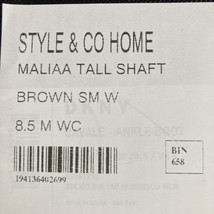 STYLE & CO HOME
MALIAA TALL SHAFT
BROWN SM W
8.5 M WC
BIN
658
194136402699